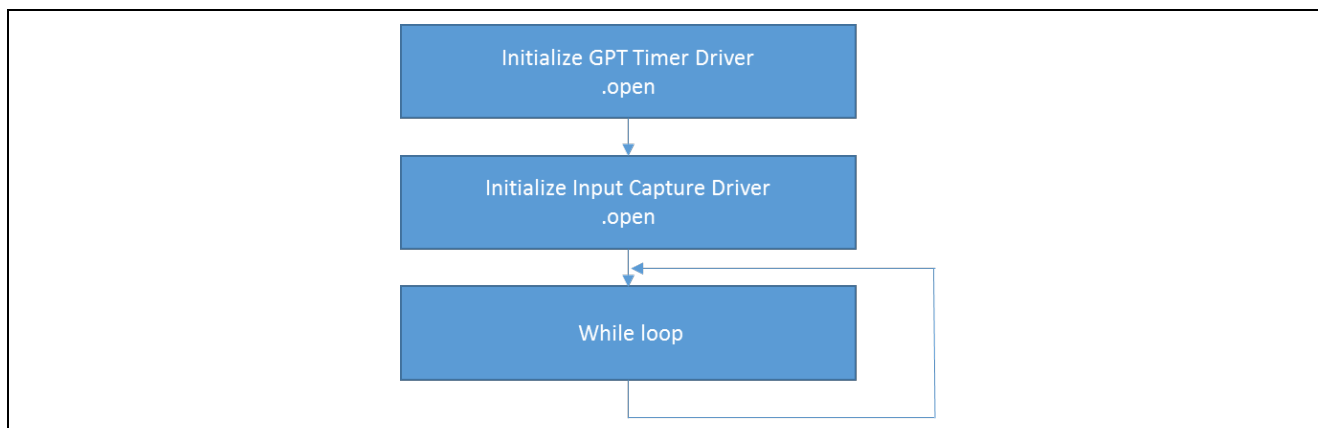 Initialize GPT Timer Driver
.open
Initialize Input Capture Driver
.open
While loop